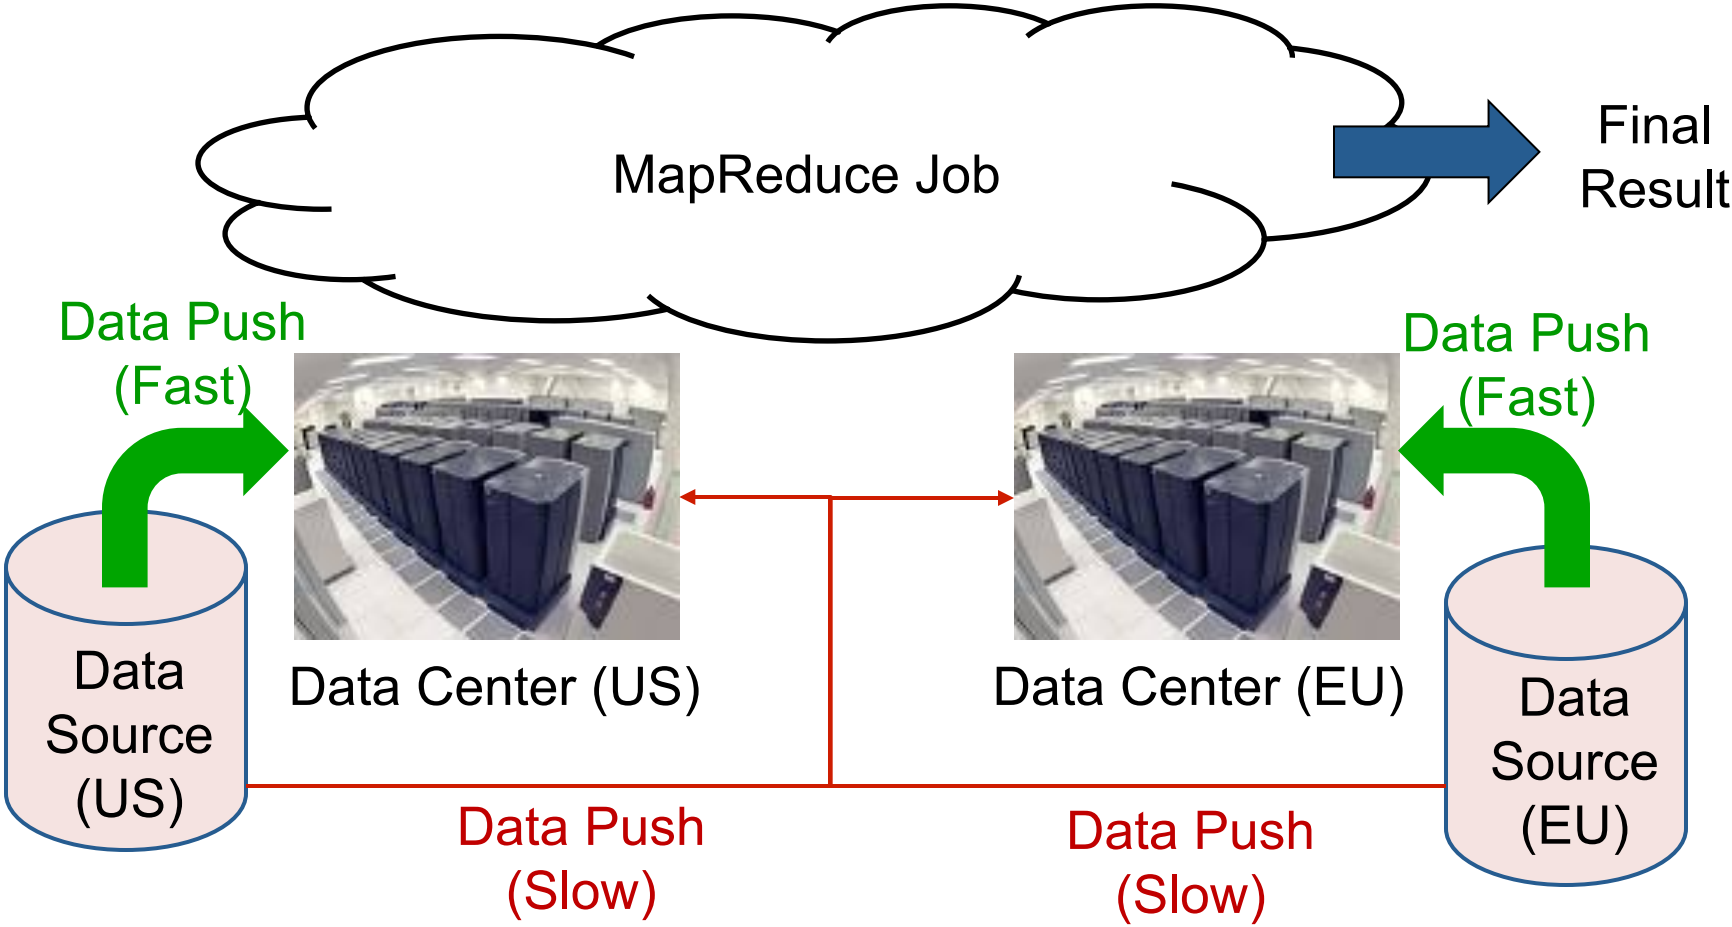 MapReduce Job
Final
Result
Data Push
(Fast)
Data Push
(Fast)
Data
Source
(US)
Data Center (US)
Data Center (EU)
Data
Source
(EU)
Data Push
(Slow)
Data Push
(Slow)